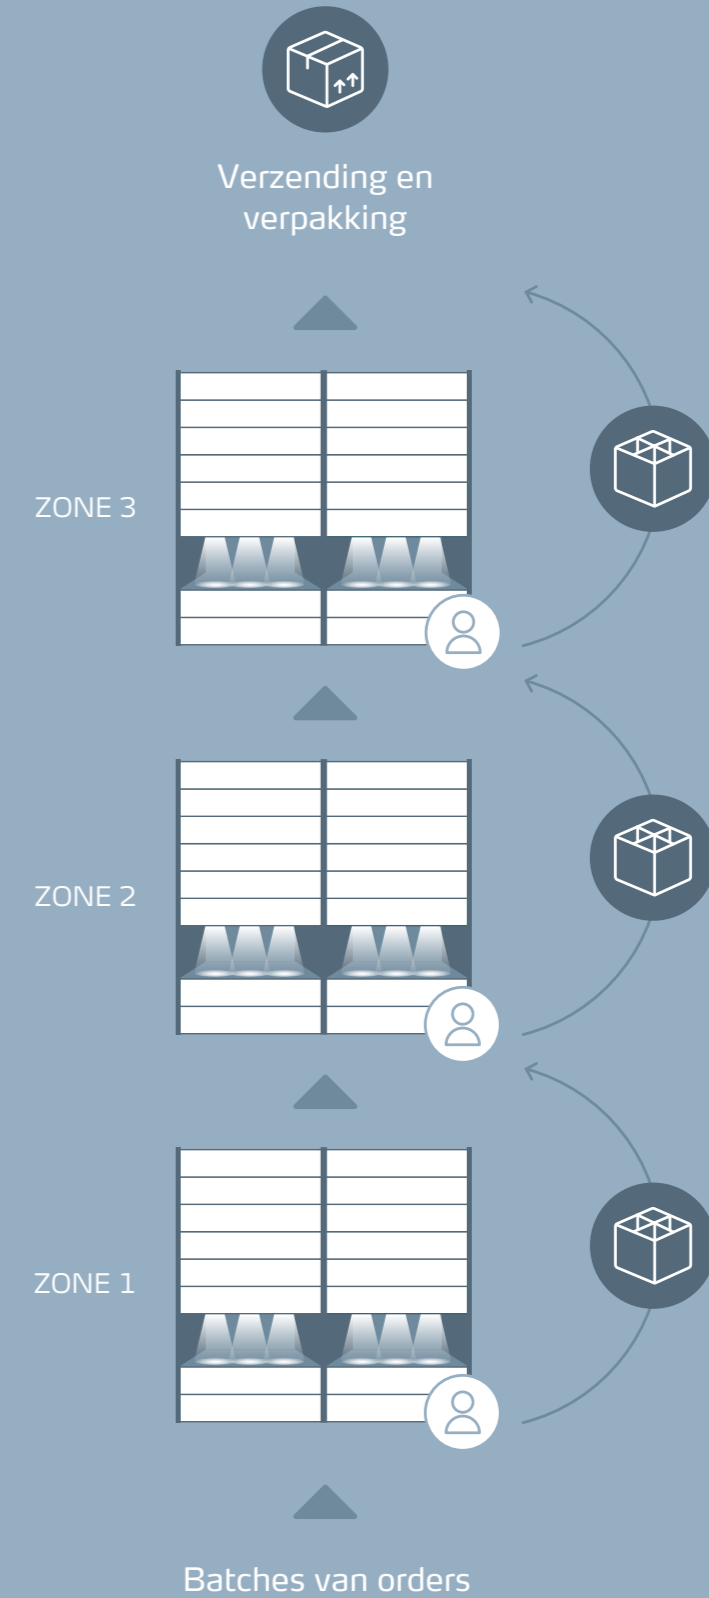 Verzending en
verpakking
ZONE 3
ZONE 2
ZONE 1
Batches van orders